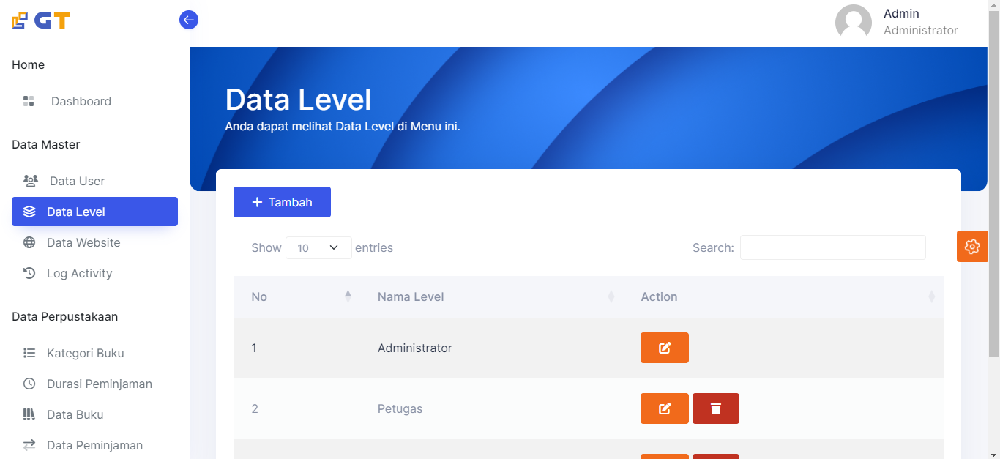 GT
Admin
Administrator
Home
Dashboard
Data Master
Data User
Data Level
Data Website
Log Activity
Data Perpustakaan
Kategori Buku
Durasi Peminjaman
Data Buku
Data Peminjaman
Data Level
Anda dapat melihat Data Level di Menu ini.
+ Tambah
Show 10 entries
Search:
No Nama Level Action
1 Administrator
2 Petugas